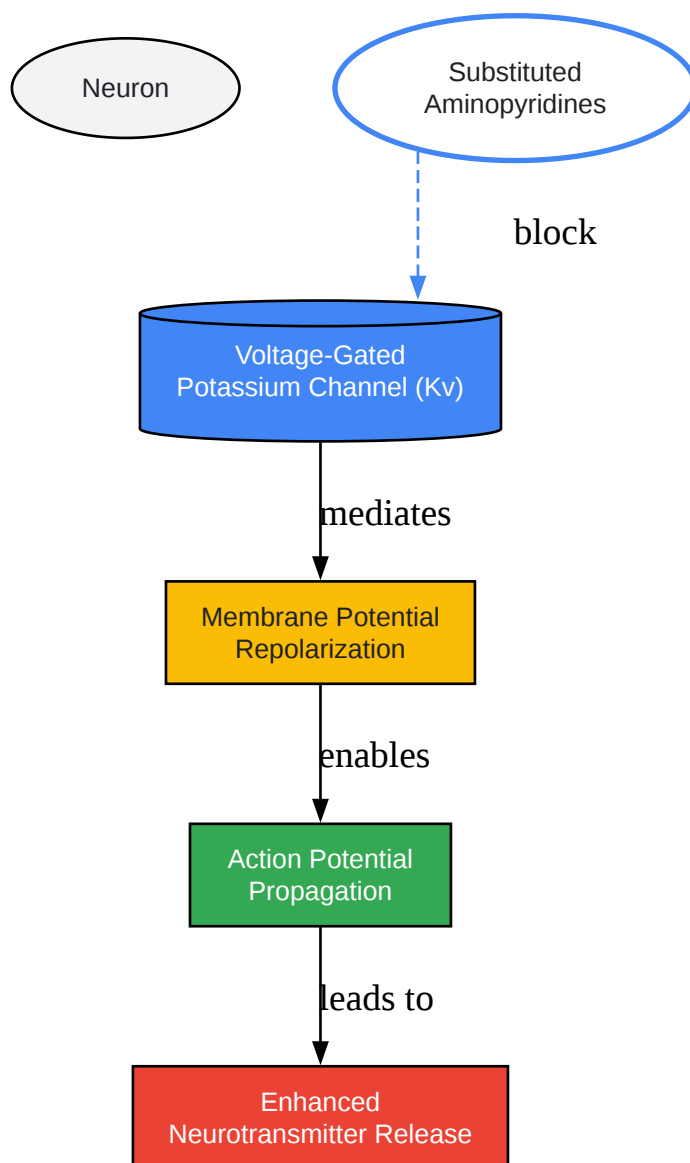 Neuron
Substituted
Aminopyridines
block
Voltage-Gated
Potassium Channel (Kv)
mediates
Membrane Potential
Repolarization
enables
Action Potential
Propagation
leads to
Enhanced
Neurotransmitter Release